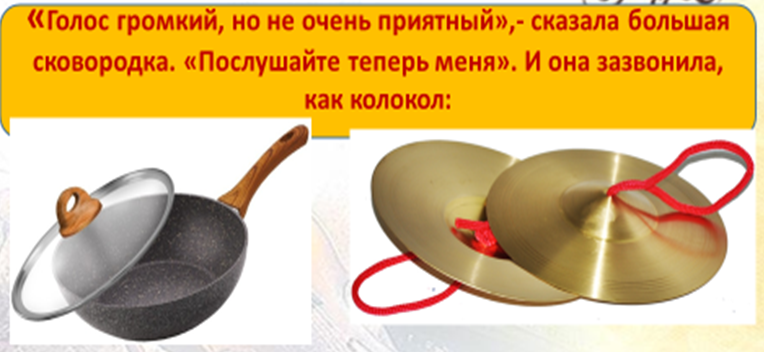 «Голос громкий, но не очень приятный»,- сказала большая
сковородка. «Послушайте теперь меня». И она зазвонила,
как колокол: